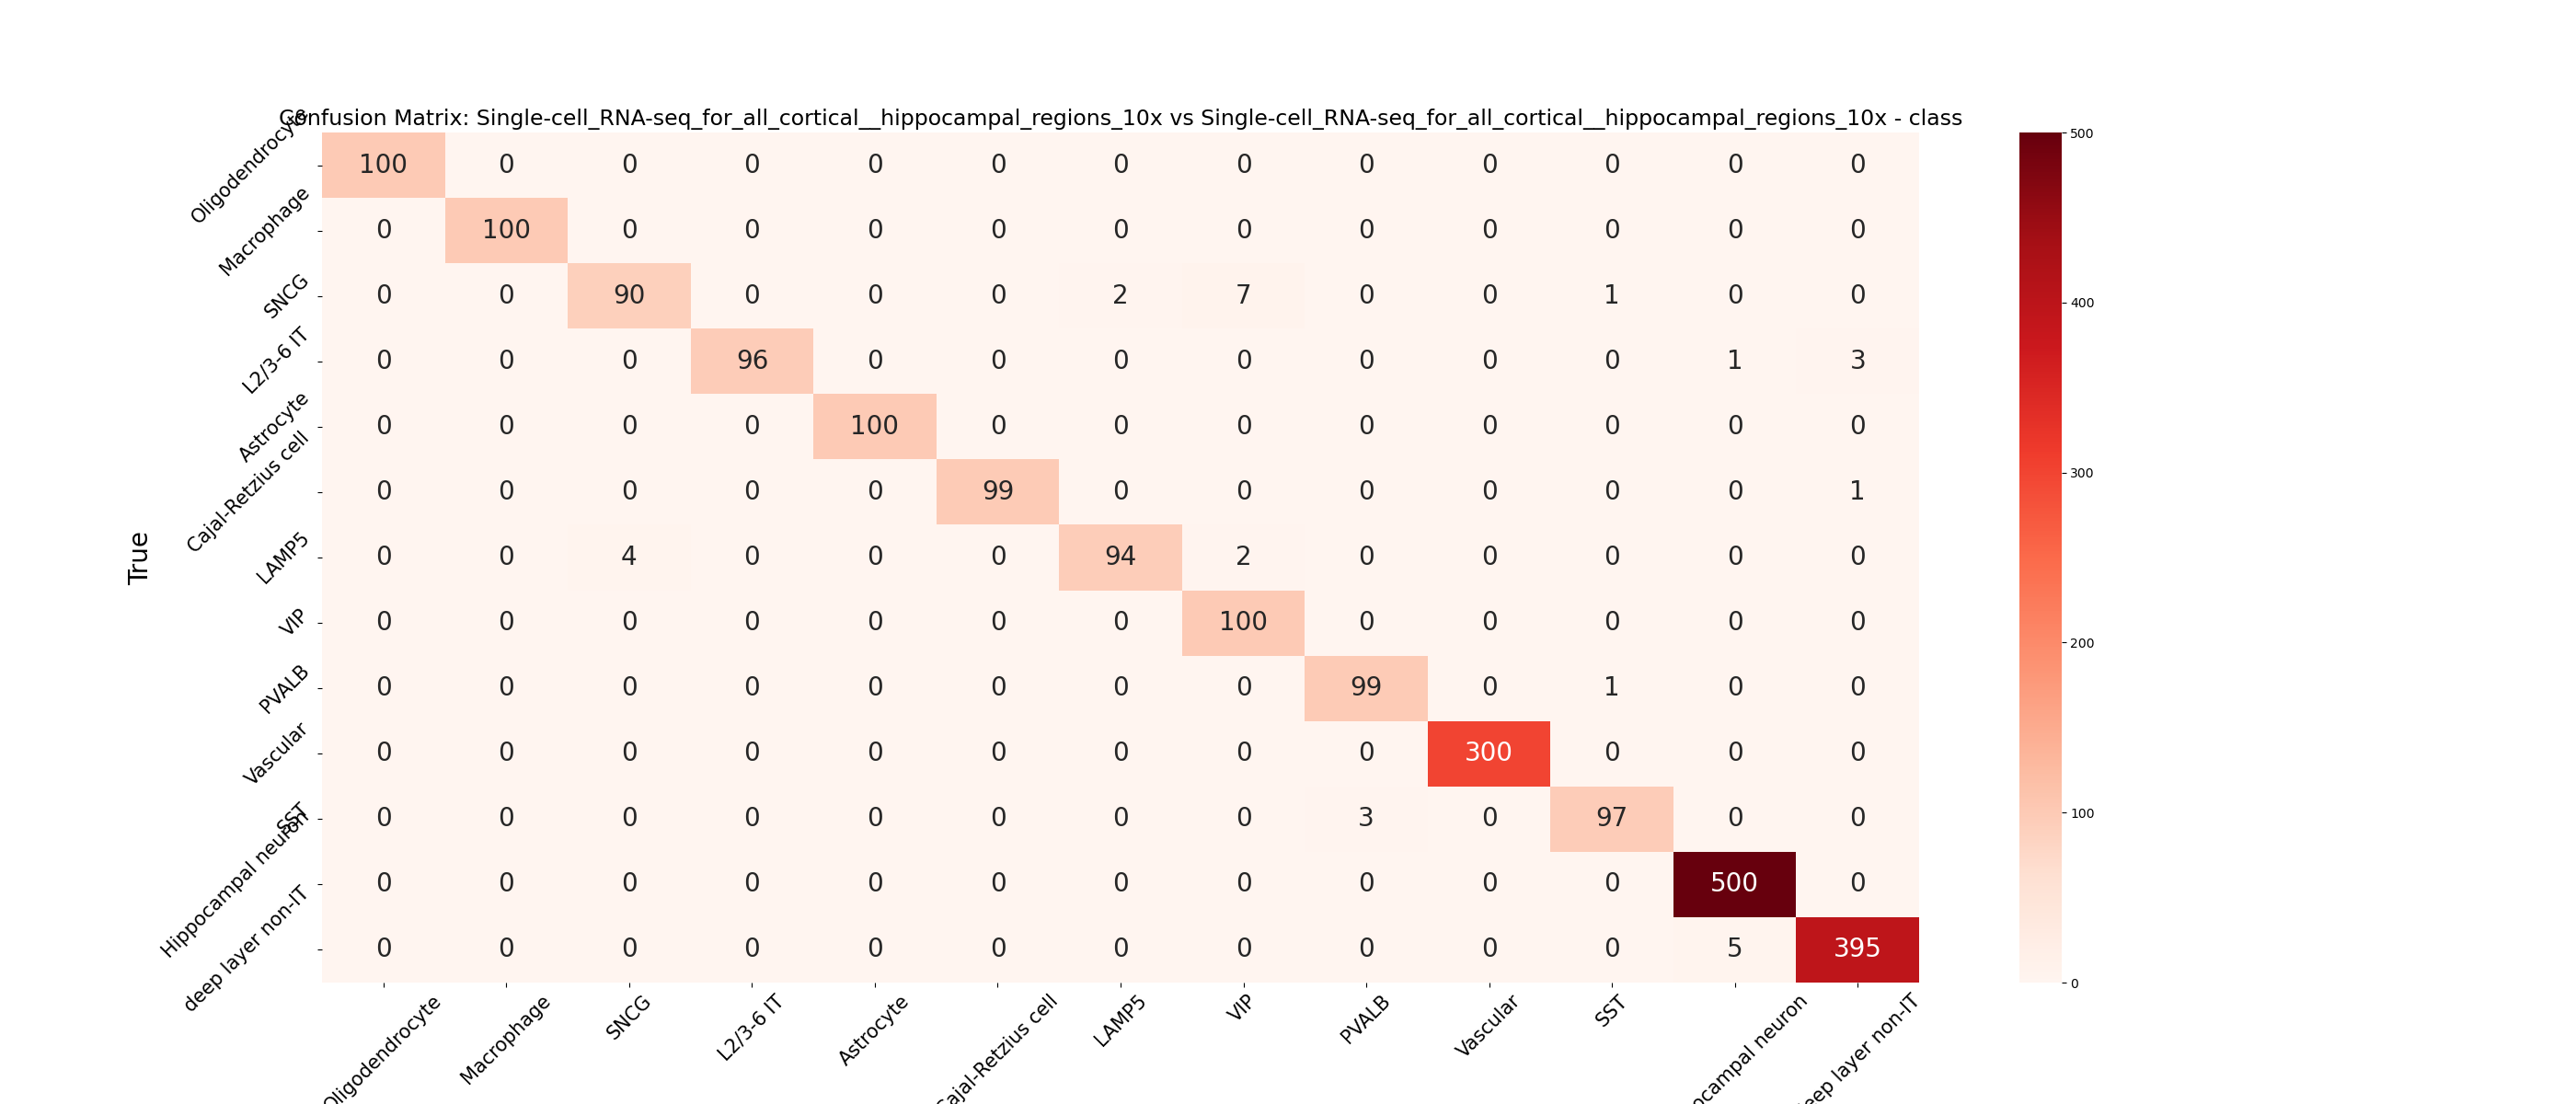 Confusion Matrix: Single-cell_RNA-seq_for_all_cortical__hippocampal_regions_10x vs Single-cell_RNA-seq_for_all_cortical__hippocampal_regions_10x - class
True
Oligodendrocyte 100 0 0 0 0 0 0 0 0 0 0 0 0
Macrophage 0 100 0 0 0 0 0 0 0 0 0 0 0
SNCG 0 0 90 0 0 0 2 7 0 0 1 0 0
L2/3-6 IT 0 0 0 96 0 0 0 0 0 0 0 1 3
Astrocyte 0 0 0 0 100 0 0 0 0 0 0 0 0
Cajal-Retzius cell 0 0 0 0 0 99 0 0 0 0 0 0 1
LAMP5 0 0 4 0 0 0 94 2 0 0 0 0 0
VIP 0 0 0 0 0 0 0 100 0 0 0 0 0
PVALB 0 0 0 0 0 0 0 0 99 0 1 0 0
Vascular 0 0 0 0 0 0 0 0 0 300 0 0 0
SST 0 0 0 0 0 0 0 0 3 0 97 0 0
Hippocampal neuron 0 0 0 0 0 0 0 0 0 0 0 500 0
deep layer non-IT 0 0 0 0 0 0 0 0 0 0 0 5 395
Oligodendrocyte Macrophage SNCG L2/3-6 IT Astrocyte Cajal-Retzius cell LAMP5 VIP PVALB Vascular SST ocampal neuron eep layer non-IT
500
400
300
200
100
0